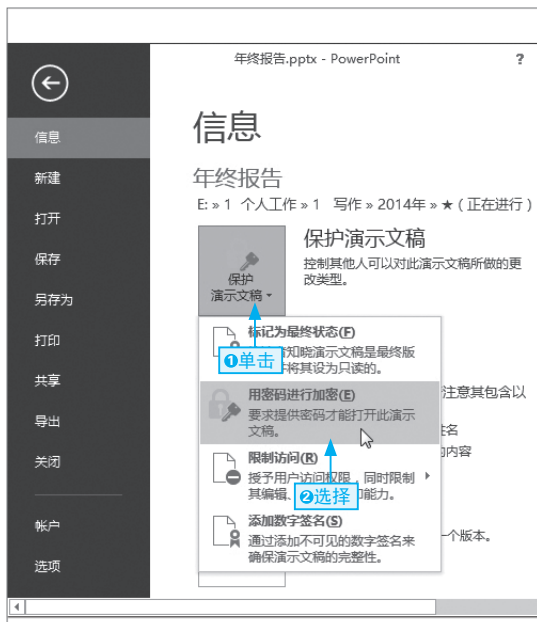 年终报告.pptx - PowerPoint ?
信息
新建
打开
保存
另存为
打印
共享
导出
关闭
帐户
选项
信息
年终报告
E: » 1 个人工作 » 1 写作 » 2014年 » ★ ( 正在进行 )
保护
演示文稿
保护演示文稿
控制其他人可以对此演示文稿所做的更
改类型。
标记为最终状态(F)
知晓演示文稿是最终版
将其设为只读的。
❶单击
用密码进行加密(E)
要求提供密码才能打开此演示
文稿。
限制访问(R)
授予用户访问权限，同时限制
其编辑、 能力。
❷选择
添加数字签名(S)
通过添加不可见的数字签名来
确保演示文稿的完整性。
注意其包含以
名
内容
一个版本。